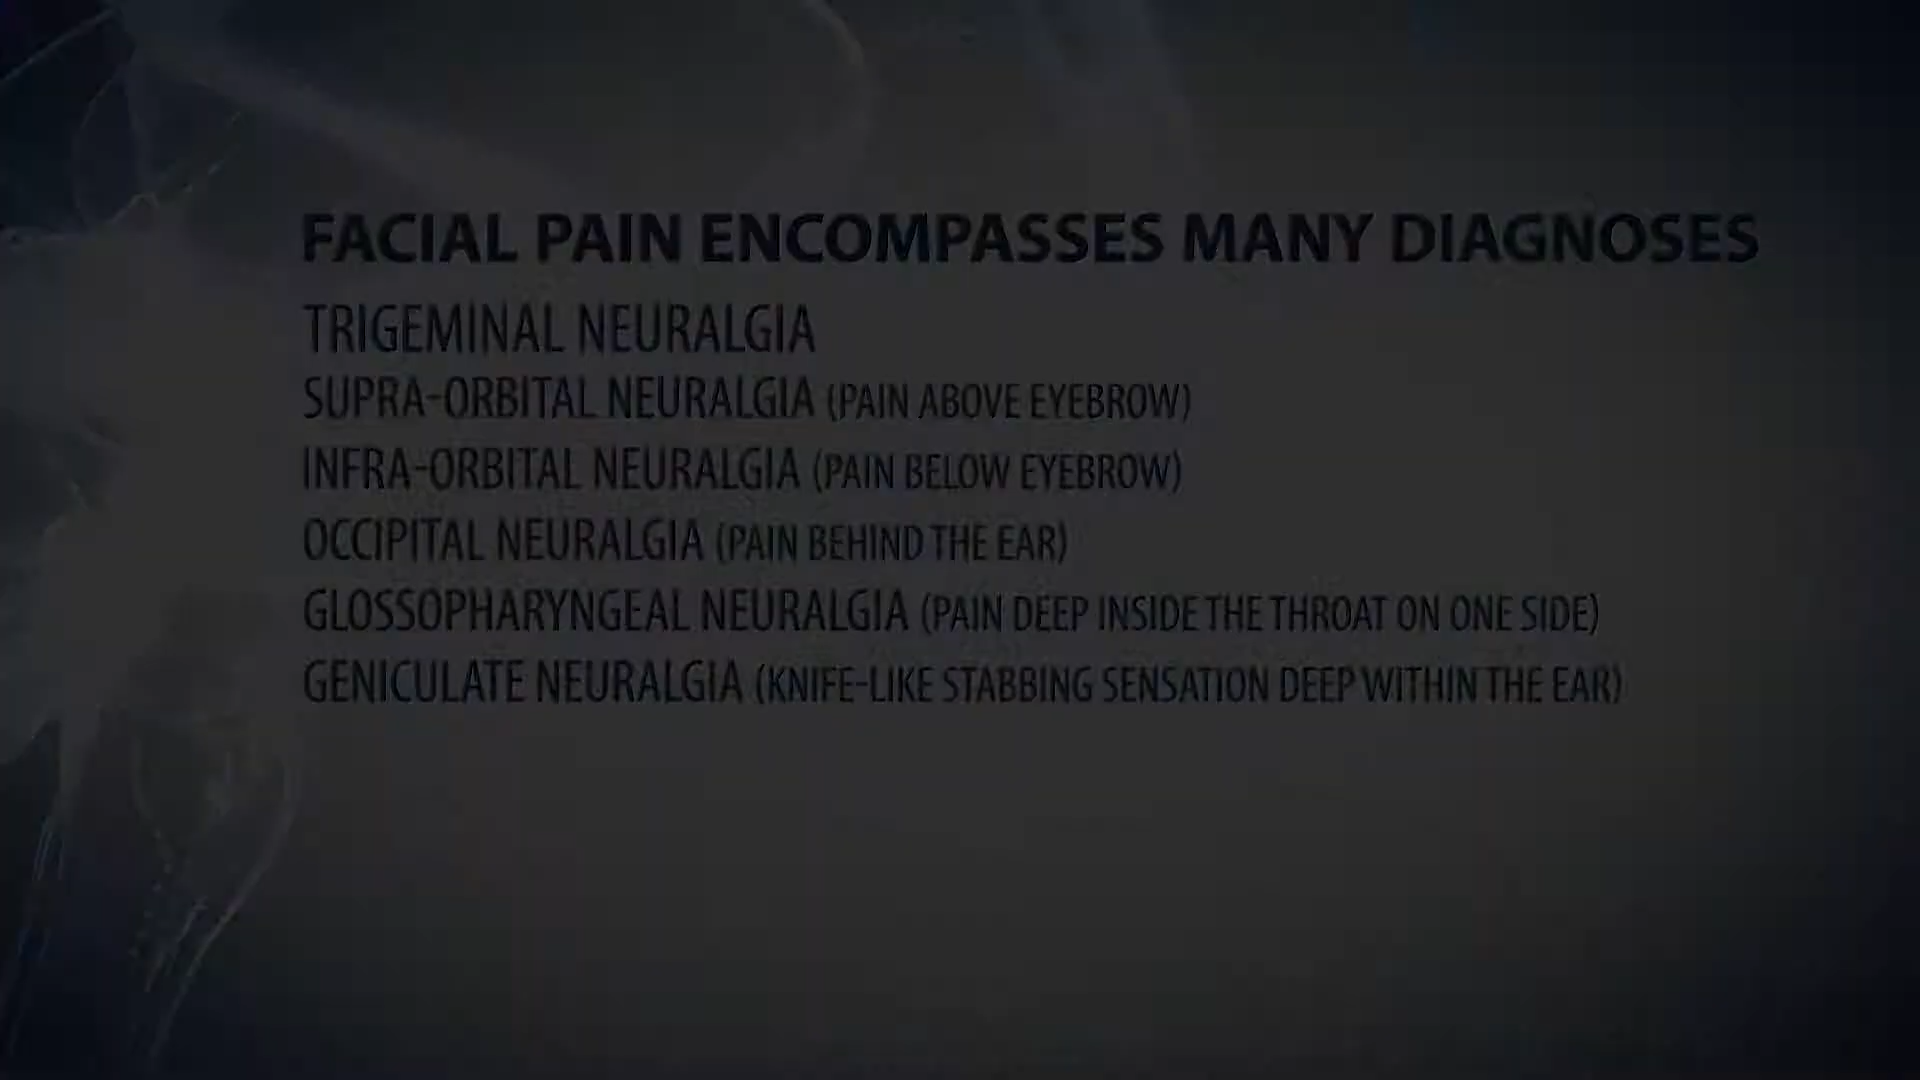 FACIAL PAIN ENCOMPASSES MANY DIAGNOSES
TRIGEMINAL NEURALGIA
SUPRA-ORBITAL NEURALGIA (PAIN ABOVE EYEBROW)
INFRA-ORBITAL NEURALGIA (PAIN BELOW EYEBROW)
OCCIPITAL NEURALGIA (PAIN BEHIND THE EAR)
GLOSSOPHARYNGEAL NEURALGIA (PAIN DEEP INSIDE THE THROAT ON ONE SIDE)
GENICULATE NEURALGIA (KNIFE-LIKE STABBING SENSATION DEEP WITHIN THE EAR)